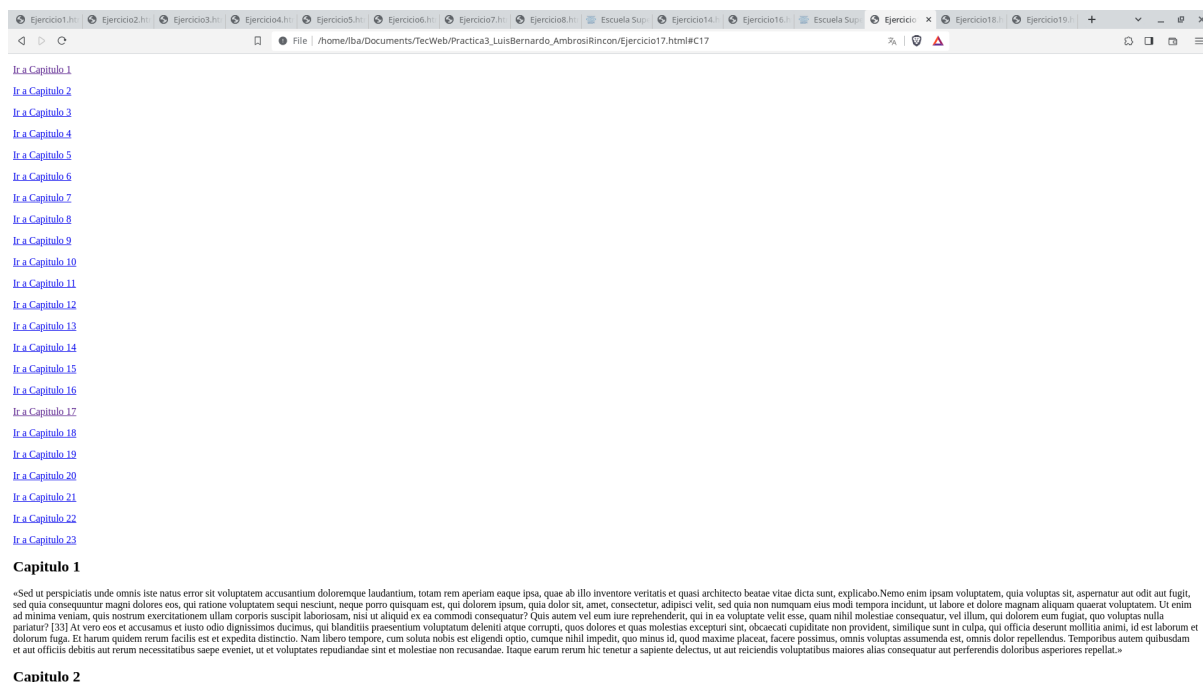 Ejercicio1.ht Ejercicio2.ht Ejercicio3.ht Ejercicio4.ht Ejercicio5.ht Ejercicio6.ht Ejercicio7.ht Ejercicio8.ht Escuela Sup Ejercicio14.h Ejercicio16.h Escuela Sup Ejercicio Ejercicio18.h Ejercicio19.h
File /home/lba/Documents/TecWeb/Practica3_LuisBernardo_AmbrosiRincon/Ejercicio17.html#C17
Ir a Capitulo 1
Ir a Capitulo 2
Ir a Capitulo 3
Ir a Capitulo 4
Ir a Capitulo 5
Ir a Capitulo 6
Ir a Capitulo 7
Ir a Capitulo 8
Ir a Capitulo 9
Ir a Capitulo 10
Ir a Capitulo 11
Ir a Capitulo 12
Ir a Capitulo 13
Ir a Capitulo 14
Ir a Capitulo 15
Ir a Capitulo 16
Ir a Capitulo 17
Ir a Capitulo 18
Ir a Capitulo 19
Ir a Capitulo 20
Ir a Capitulo 21
Ir a Capitulo 22
Ir a Capitulo 23
Capitulo 1
«Sed ut perspiciatis unde omnis iste natus error sit voluptatem accusantium doloremque laudantium, totam rem aperiam eaque ipsa, quae ab illo inventore veritatis et quasi architecto beatae vitae dicta sunt, explicabo.Nemo enim ipsam voluptatem, quia voluptas sit, aspernatur aut odit aut fugit,
sed quia consequuntur magni dolores eos, qui ratione voluptatem sequi nesciunt, neque porro quisquam est, qui dolorem ipsum, quia dolor sit, amet, consectetur, adipisci velit, sed quia non numquam eius modi tempora incidunt, ut labore et dolore magnam aliquam quaerat voluptatem. Ut enim
ad minima veniam, quis nostrum exercitationem ullam corporis suscipit laboriosam, nisi ut aliquid ex ea commodi consequatur? Quis autem vel eum iure reprehenderit, qui in ea voluptate velit esse, quam nihil molestiae consequatur, vel illum, qui dolorem eum fugiat, quo voluptas nulla
pariatur? [33] At vero eos et accusamus et iusto odio dignissimos ducimus, qui blanditiis praesentium voluptatum deleniti atque corrupti, quos dolores et quas molestias excepturi sint, obcaecati cupiditate non provident, similique sunt in culpa, qui officia deserunt mollitia animi, id est laborum et
dolorum fuga. Et harum quidem rerum facilis est et expedita distinctio. Nam libero tempore, cum soluta nobis est eligendi optio, cumque nihil impedit, quo minus id, quod maxime placeat, facere possimus, omnis voluptas assumenda est, omnis dolor repellendus. Temporibus autem quibusdam
et aut officiis debitis aut rerum necessitatibus saepe eveniet, ut et voluptates repudiandae sint et molestiae non recusandae. Itaque earum rerum hic tenetur a sapiente delectus, ut aut reiciendis voluptatibus maiores alias consequatur aut perferendis doloribus asperiores repellat.»
Capitulo 2